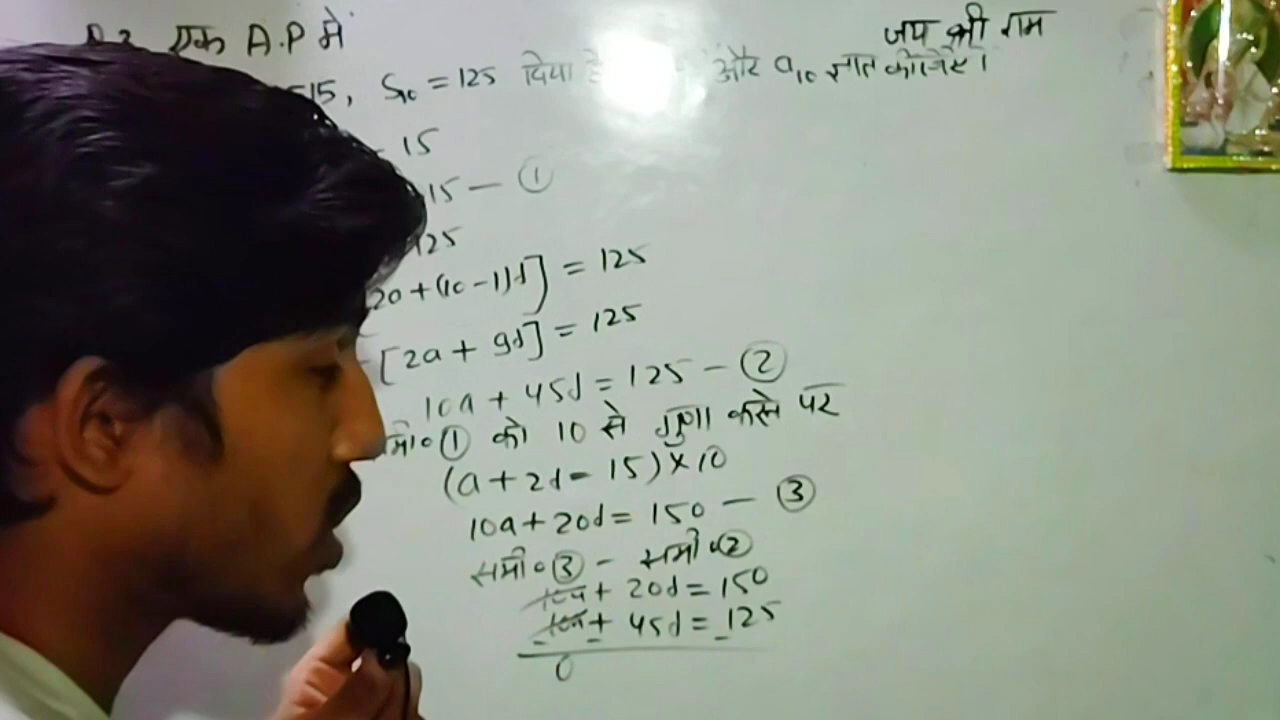 एक A.P में
जय श्री राम
=15, S₁₀ = 125 दिया और a₁₀ ज्ञात कीजिए।
15
15 — ①
125
2a + (10 - 1)d] = 125
[2a + 9d] = 125
10a + 45d = 125 — ②
समी० ① को 10 से गुणा करने पर
(a + 2d = 15) × 10
10a + 20d = 150 — ③
समी० ③ - समी० ②
10a + 20d = 150
10a + 45d = 125
- - -
0